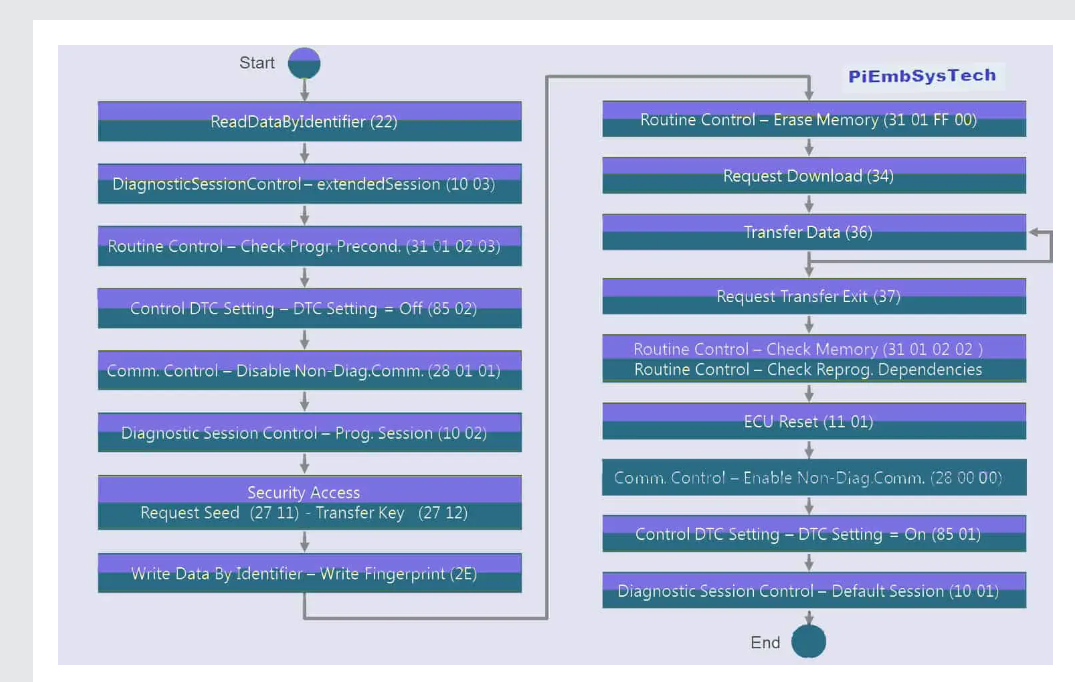 Start
ReadDataByIdentifier (22)
DiagnosticSessionControl – extendedSession (10 03)
Routine Control – Check Progr. Precond. (31 01 02 03)
Control DTC Setting – DTC Setting = Off (85 02)
Comm. Control – Disable Non-Diag.Comm. (28 01 01)
Diagnostic Session Control – Prog. Session (10 02)
Security Access
Request Seed (27 11) - Transfer Key (27 12)
Write Data By Identifier – Write Fingerprint (2E)
PiEmbSysTech
Routine Control – Erase Memory (31 01 FF 00)
Request Download (34)
Transfer Data (36)
Request Transfer Exit (37)
Routine Control – Check Memory (31 01 02 02 )
Routine Control – Check Reprog. Dependencies
ECU Reset (11 01)
Comm. Control – Enable Non-Diag.Comm. (28 00 00)
Control DTC Setting – DTC Setting = On (85 01)
Diagnostic Session Control – Default Session (10 01)
End